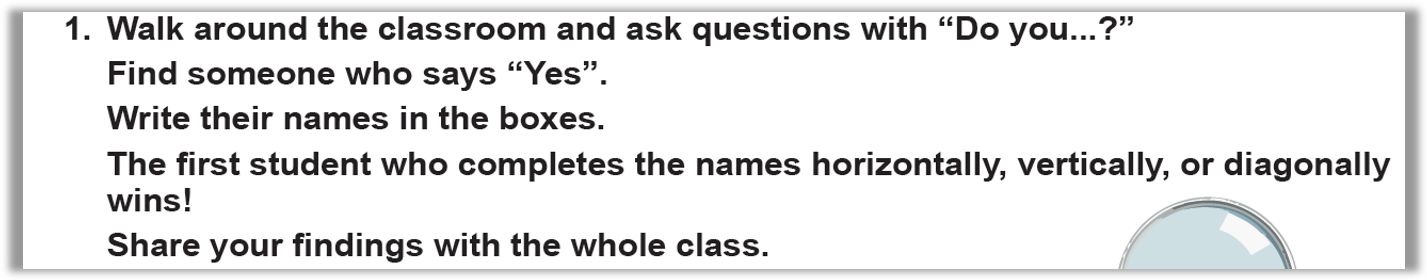 1. Walk around the classroom and ask questions with “Do you...?”
Find someone who says “Yes”.
Write their names in the boxes.
The first student who completes the names horizontally, vertically, or diagonally
wins!
Share your findings with the whole class.